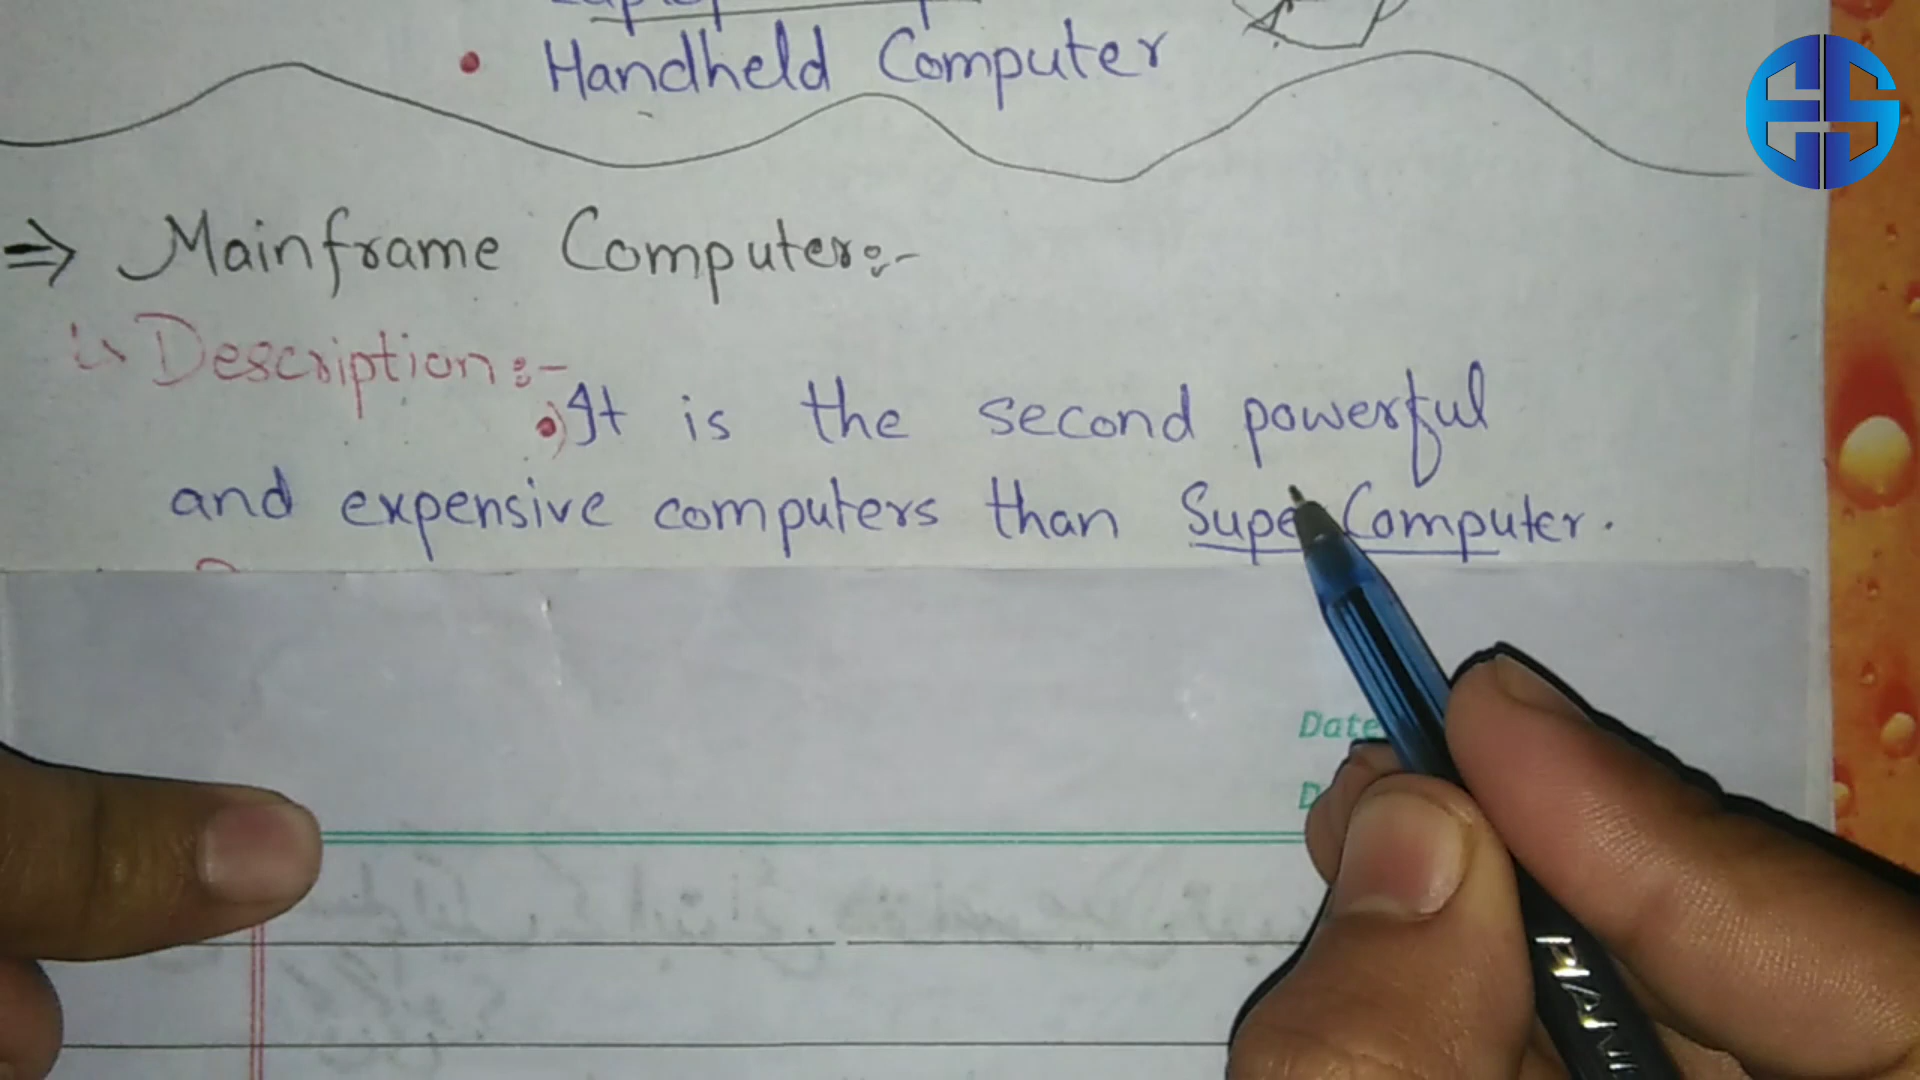 • Handheld Computer
⇒ Mainframe Computer:-
↳ Description:-
•) It is the second powerful
and expensive computers than Super Computer.
Date